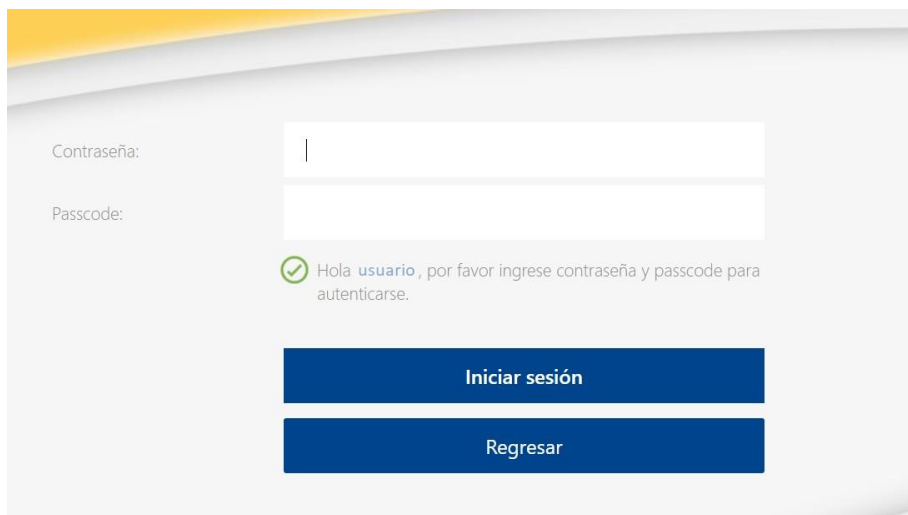 Contraseña:
Passcode:
Hola usuario, por favor ingrese contraseña y passcode para
autenticarse.
Iniciar sesión
Regresar